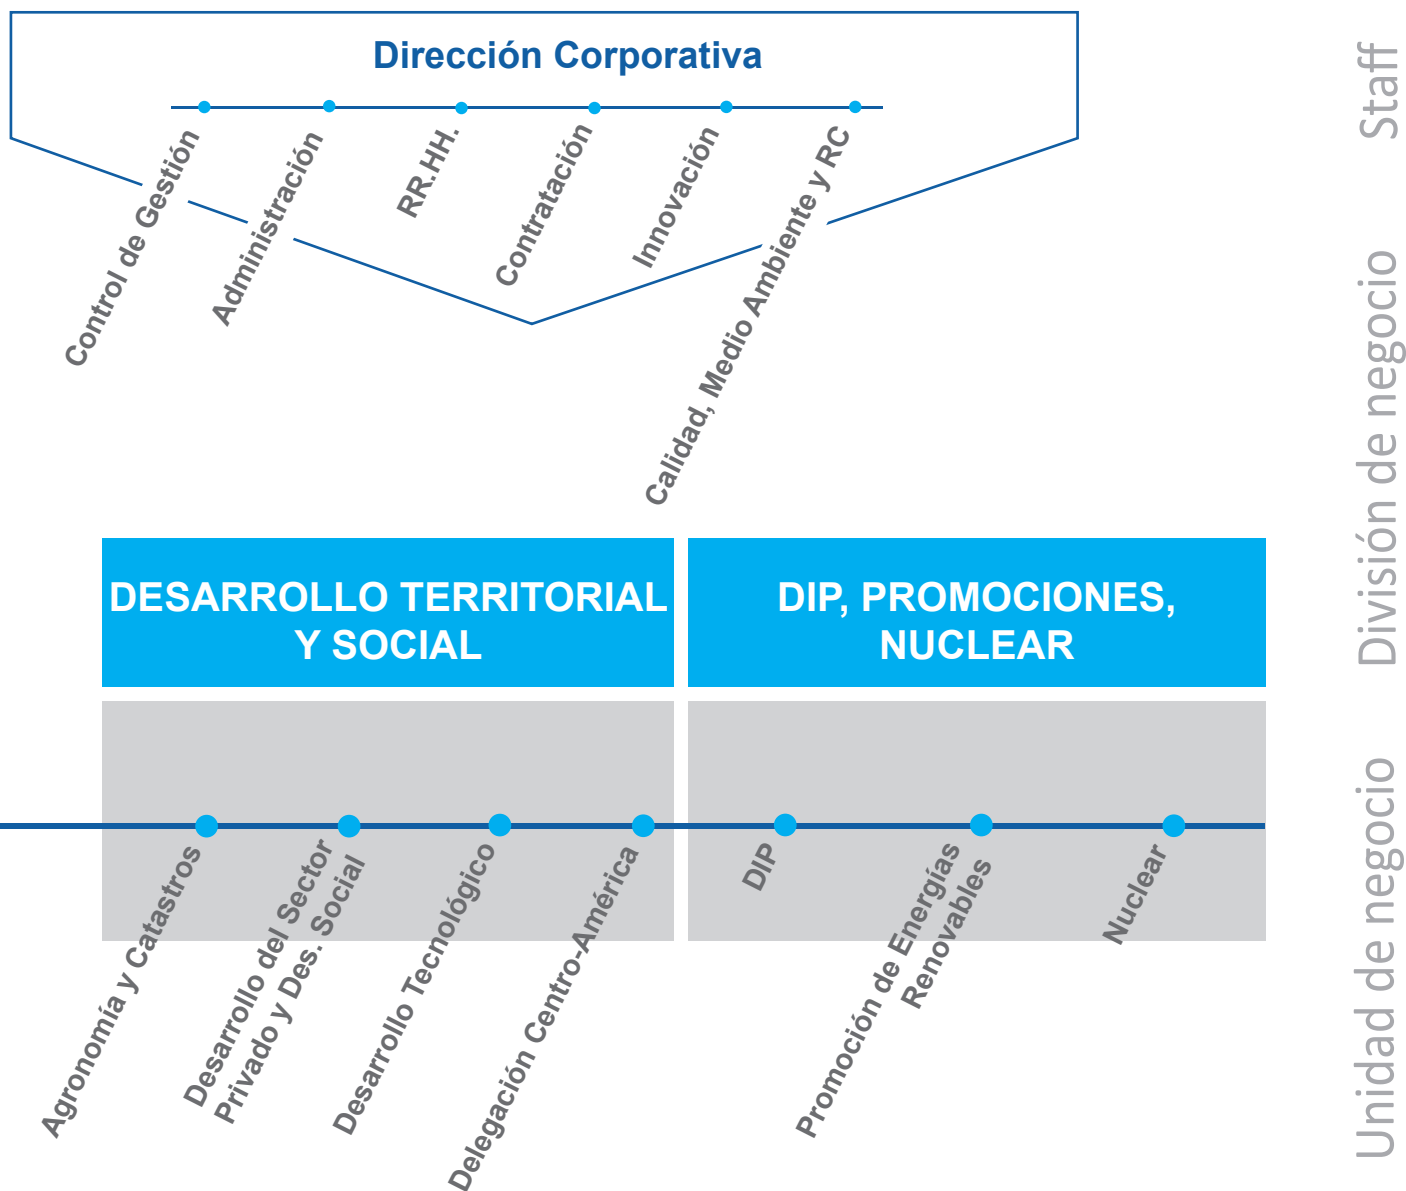 Dirección Corporativa
Control de Gestión
Administración
RR.HH.
Contratación
Innovación
Calidad, Medio Ambiente y RC
Staff
DESARROLLO TERRITORIAL
Y SOCIAL
DIP, PROMOCIONES,
NUCLEAR
División de negocio
Agronomía y Catastros
Desarrollo del Sector
Privado y Des. Social
Desarrollo Tecnológico
Delegación Centro-América
DIP
Promoción de Energías
Renovables
Nuclear
Unidad de negocio